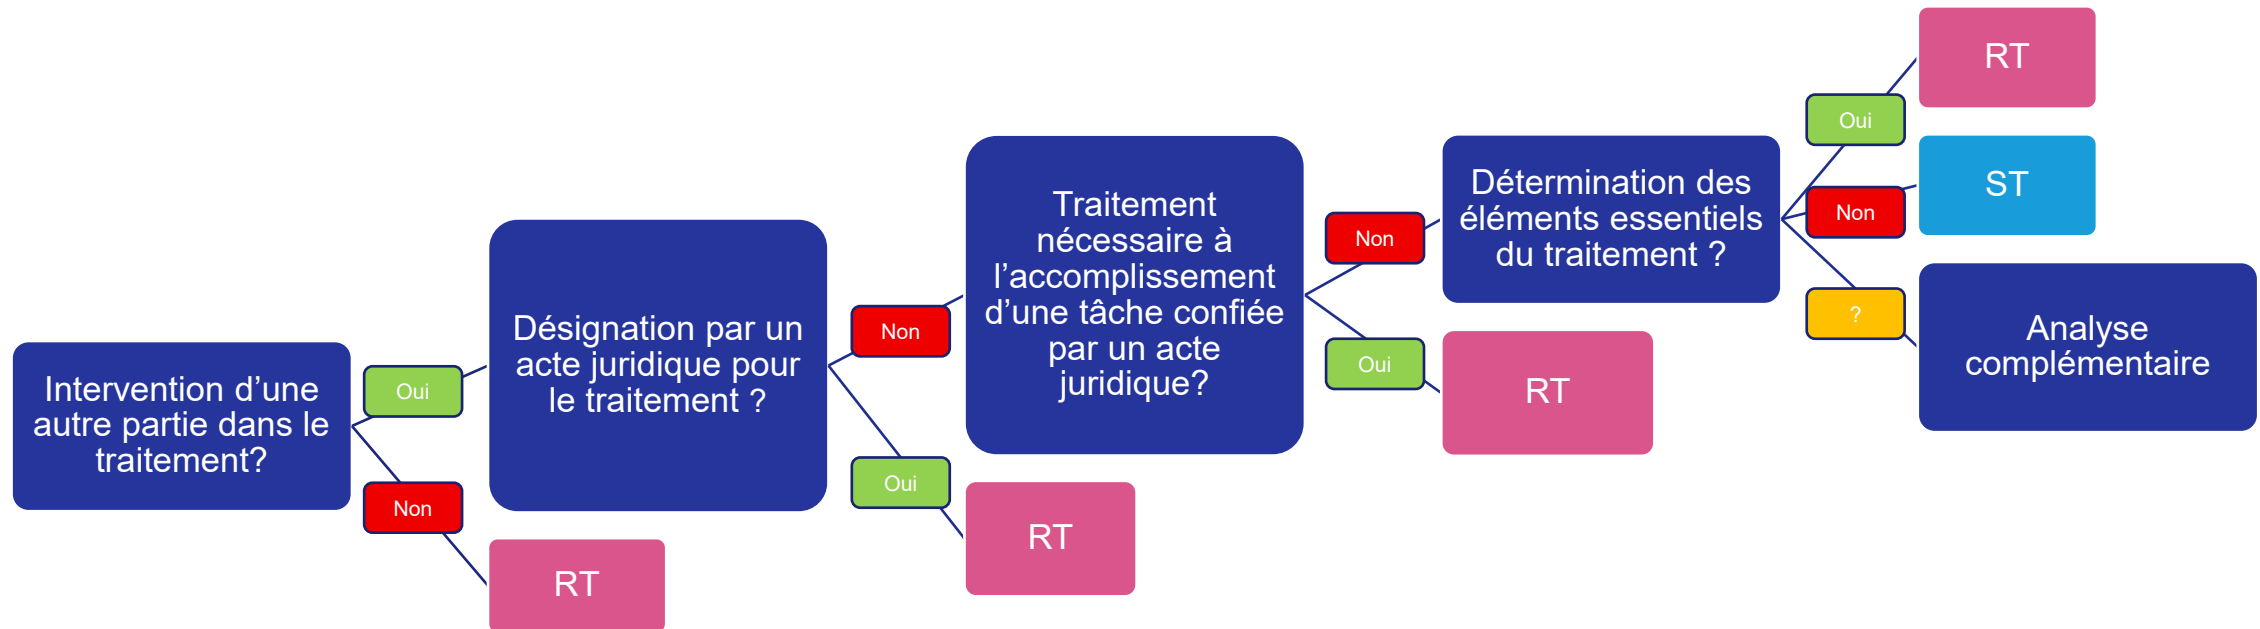 Intervention d’une
autre partie dans le
traitement?
Oui
Non
RT
Désignation par un
acte juridique pour
le traitement ?
Non
Oui
RT
Traitement
nécessaire à
l’accomplissement
d’une tâche confiée
par un acte
juridique?
Non
Oui
RT
Détermination des
éléments essentiels
du traitement ?
Oui
RT
Non
ST
?
Analyse
complémentaire